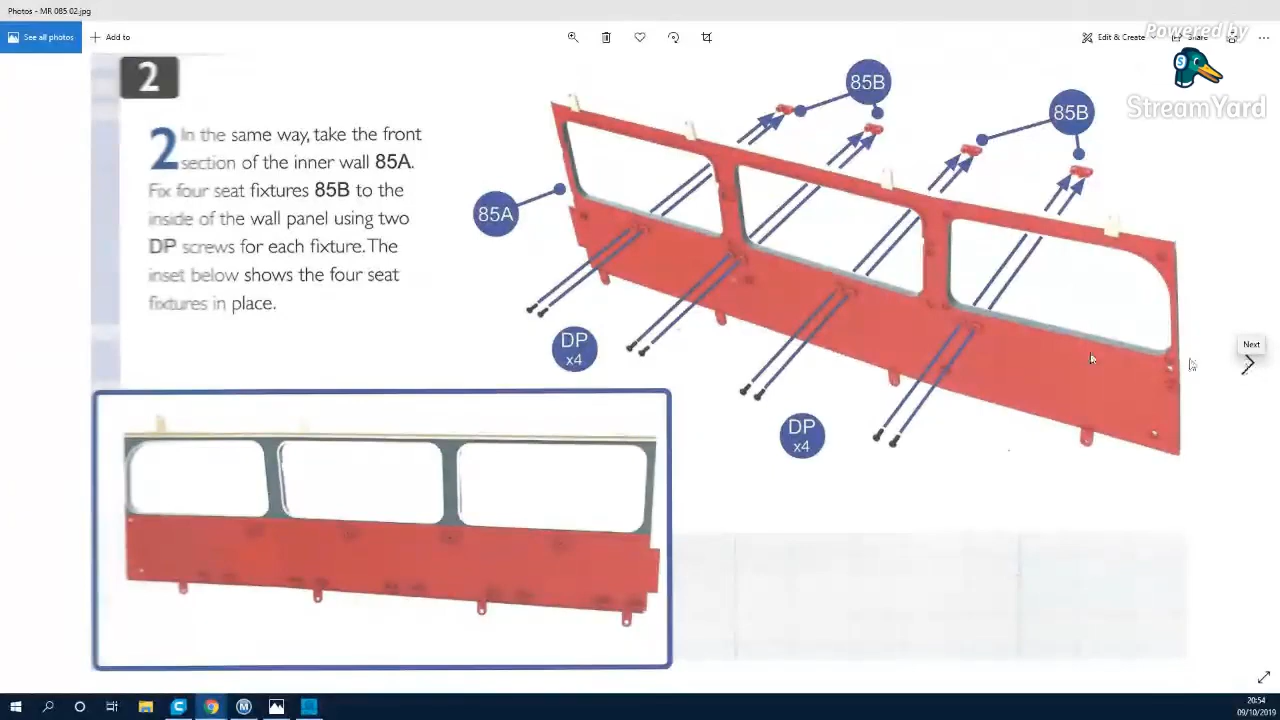 Photos - MR 085 02.jpg
Powered by
See all photos
Add to
Edit & Create
Share
StreamYard
2
2 In the same way, take the front
section of the inner wall 85A.
Fix four seat fixtures 85B to the
inside of the wall panel using two
DP screws for each fixture. The
inset below shows the four seat
fixtures in place.
85B
85B
85A
DP
x4
DP
x4
Next
20:54
09/10/2019